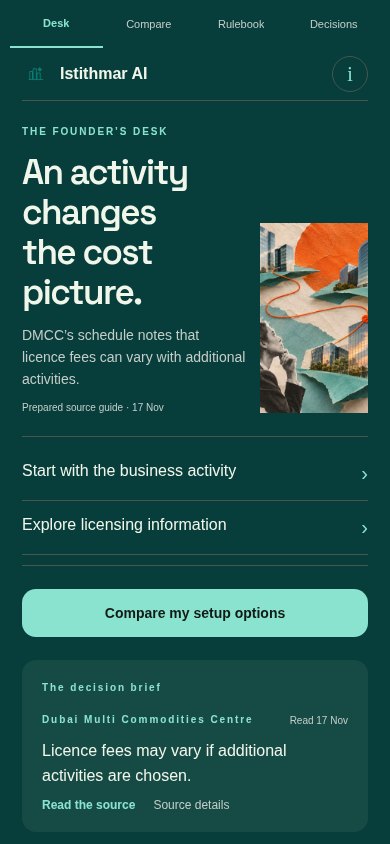 Desk
Compare
Rulebook
Decisions
Istithmar AI
i
THE FOUNDER'S DESK
An activity
changes
the cost
picture.
DMCC's schedule notes that
licence fees can vary with additional
activities.
Prepared source guide · 17 Nov
Start with the business activity ›
Explore licensing information ›
Compare my setup options
The decision brief
Dubai Multi Commodities Centre
Read 17 Nov
Licence fees may vary if additional
activities are chosen.
Read the source
Source details